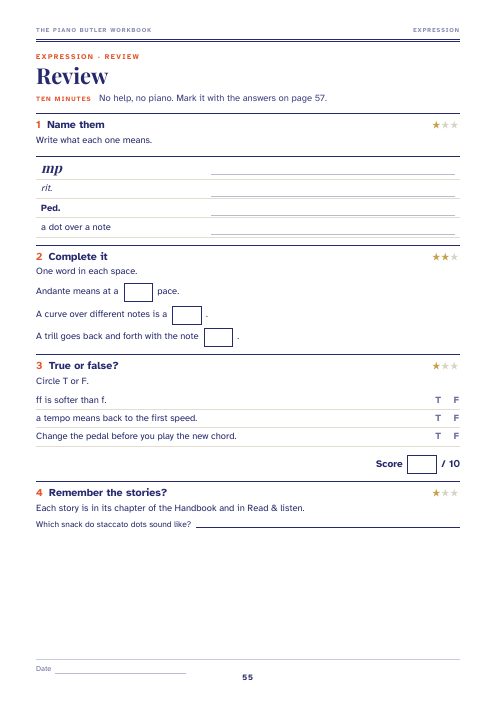 THE PIANO BUTLER WORKBOOK EXPRESSION
EXPRESSION · REVIEW
Review
TEN MINUTES No help, no piano. Mark it with the answers on page 57.
1 Name them ★★★
Write what each one means.
mp
rit.
Ped.
a dot over a note
2 Complete it ★★★
One word in each space.
Andante means at a pace.
A curve over different notes is a .
A trill goes back and forth with the note .
3 True or false? ★★★
Circle T or F.
ff is softer than f. T F
a tempo means back to the first speed. T F
Change the pedal before you play the new chord. T F
Score / 10
4 Remember the stories? ★★★
Each story is in its chapter of the Handbook and in Read & listen.
Which snack do staccato dots sound like?
Date
55